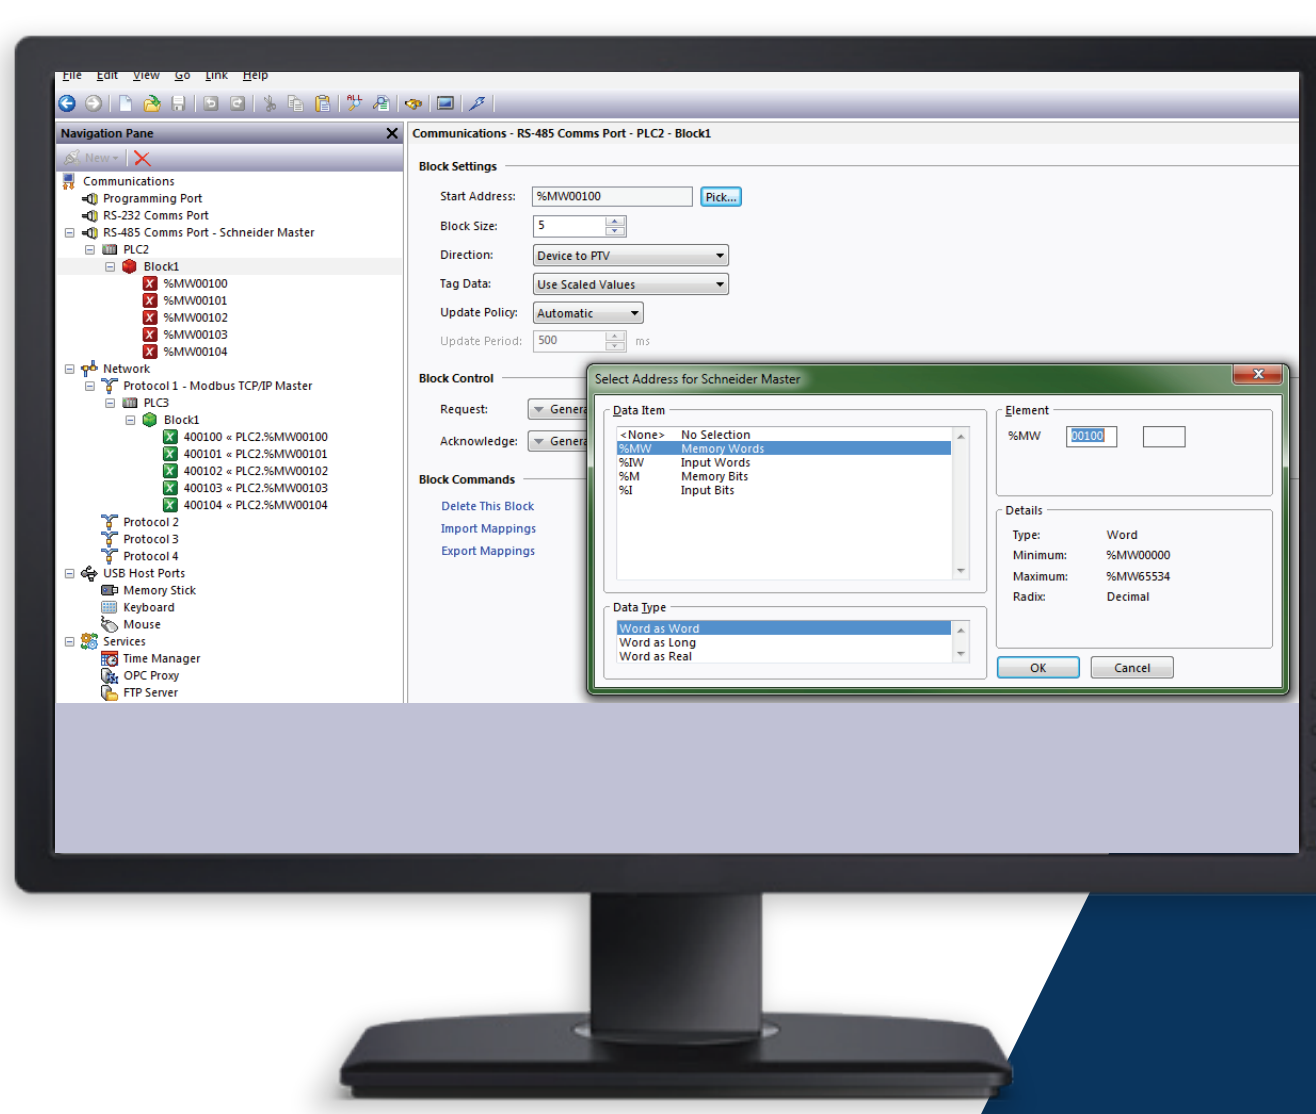 File Edit View Go Link Help
Navigation Pane
New
Communications
Programming Port
RS-232 Comms Port
RS-485 Comms Port - Schneider Master
PLC2
Block1
%MW00100
%MW00101
%MW00102
%MW00103
%MW00104
Network
Protocol 1 - Modbus TCP/IP Master
PLC3
Block1
400100 « PLC2.%MW00100
400101 « PLC2.%MW00101
400102 « PLC2.%MW00102
400103 « PLC2.%MW00103
400104 « PLC2.%MW00104
Protocol 2
Protocol 3
Protocol 4
USB Host Ports
Memory Stick
Keyboard
Mouse
Services
Time Manager
OPC Proxy
FTP Server
Communications - RS-485 Comms Port - PLC2 - Block1
Block Settings
Start Address: %MW00100 Pick...
Block Size: 5
Direction: Device to PTV
Tag Data: Use Scaled Values
Update Policy: Automatic
Update Period: 500 ms
Block Control
Request: Genera
Acknowledge: Genera
Block Commands
Delete This Block
Import Mappings
Export Mappings
Select Address for Schneider Master
Data Item
<None> No Selection
%MW Memory Words
%IW Input Words
%M Memory Bits
%I Input Bits
Data Type
Word as Word
Word as Long
Word as Real
Element
%MW 00100
Details
Type: Word
Minimum: %MW00000
Maximum: %MW65534
Radix: Decimal
OK Cancel